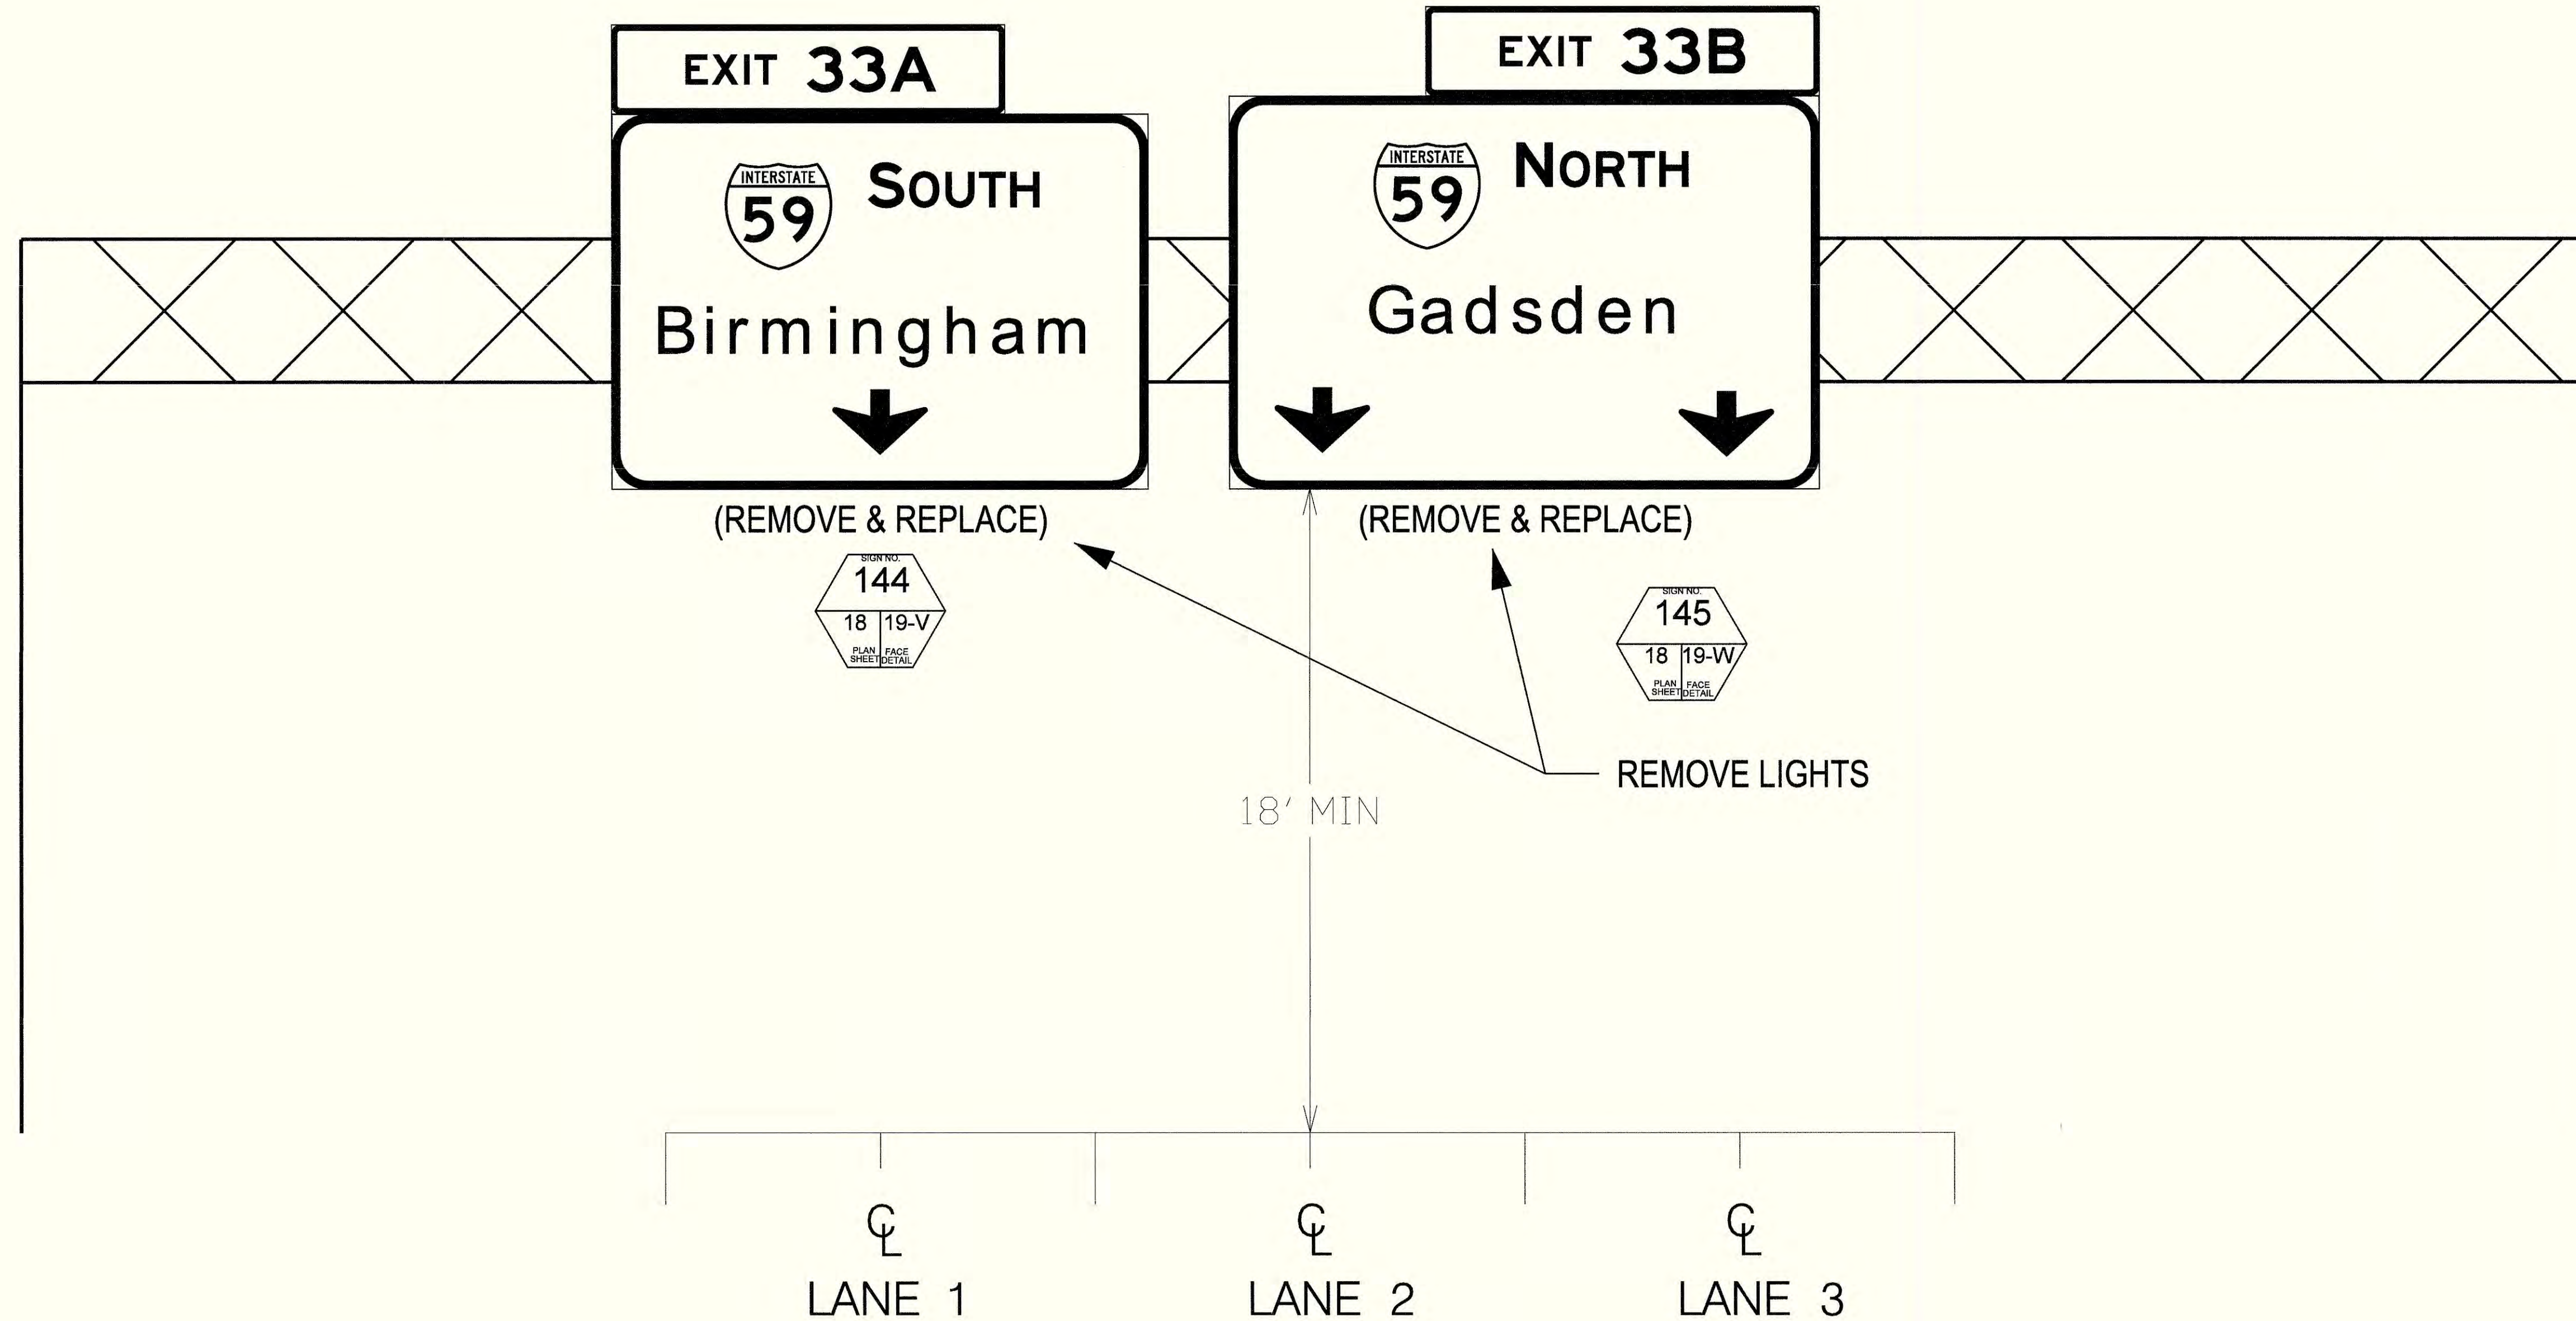 EXIT 33A
INTERSTATE
59
SOUTH
Birmingham
(REMOVE & REPLACE)
SIGN NO.
144
18 19-V
PLAN SHEET
FACE DETAIL
EXIT 33B
INTERSTATE
59
NORTH
Gadsden
(REMOVE & REPLACE)
SIGN NO.
145
18 19-W
PLAN SHEET
FACE DETAIL
REMOVE LIGHTS
18' MIN
CL
LANE 1
CL
LANE 2
CL
LANE 3